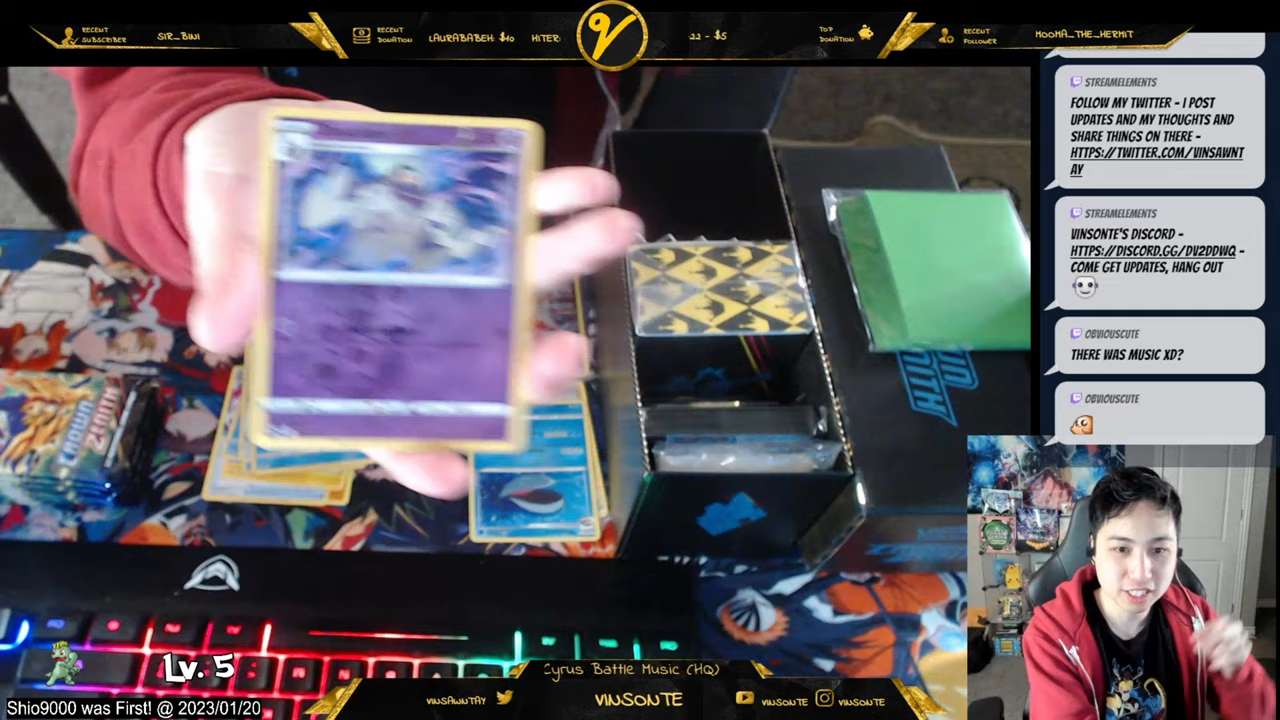 RECENT
SUBSCRIBER
SIR_BINI
RECENT
DONATION
LAURABABEH: $10
HITER:
22 - $5
TOP
DONATION
RECENT
FOLLOWER
MOOMA_THE_HERMIT
STREAMELEMENTS
FOLLOW MY TWITTER - I POST
UPDATES AND MY THOUGHTS AND
SHARE THINGS ON THERE -
HTTPS://TWITTER.COM/VINSAWNT
AY
STREAMELEMENTS
VINSONTE'S DISCORD -
HTTPS://DISCORD.GG/DV2DDWQ -
COME GET UPDATES, HANG OUT
OBVIOUSCUTE
THERE WAS MUSIC XD?
OBVIOUSCUTE
CROWN
ZENITH
Lv. 5
Cyrus Battle Music (HQ)
VINSAWNTAY
VINSONTE
VINSONTE
VINSONTE
Shio9000 was First! @ 2023/01/20